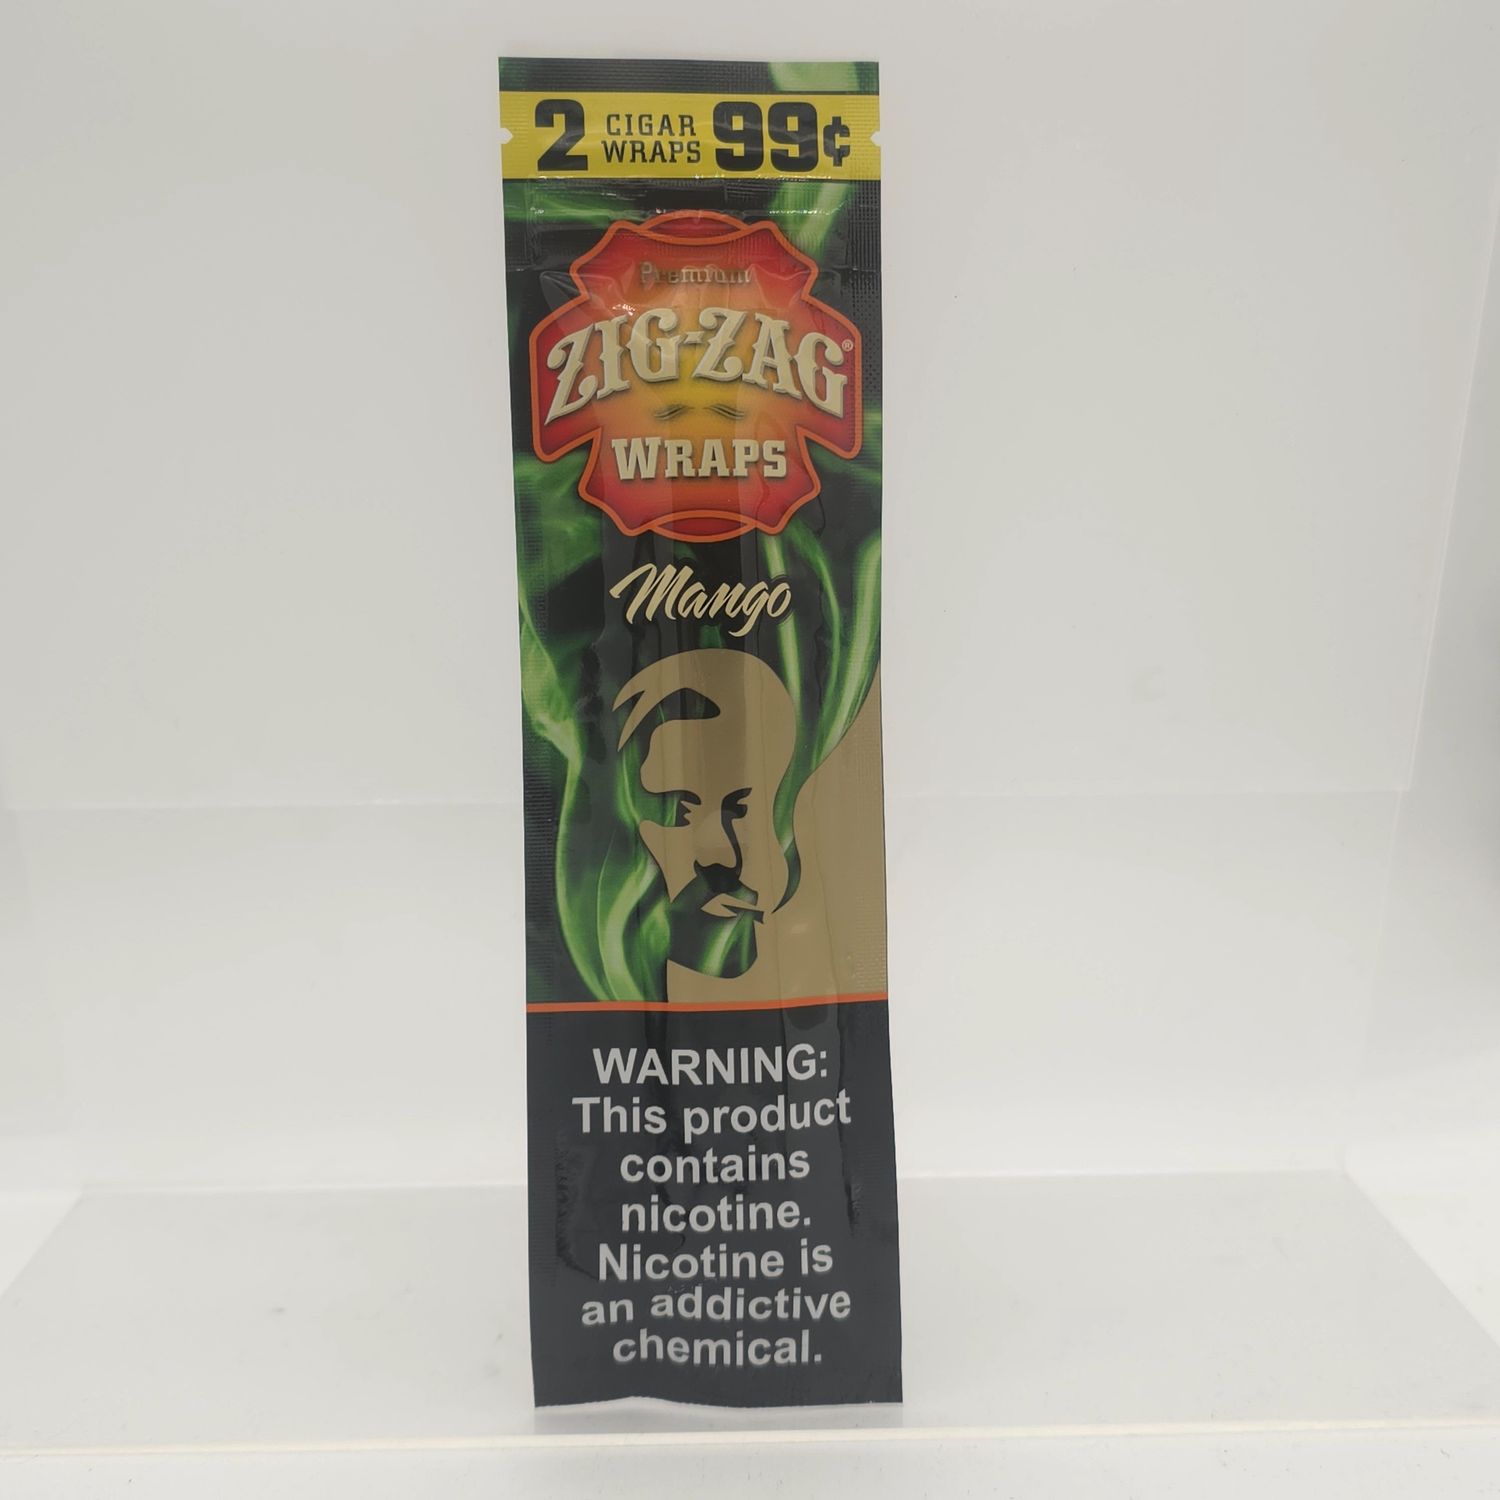 2 CIGAR WRAPS 99¢
Premium
ZIG-ZAG®
WRAPS
Mango
WARNING:
This product
contains
nicotine.
Nicotine is
an addictive
chemical.